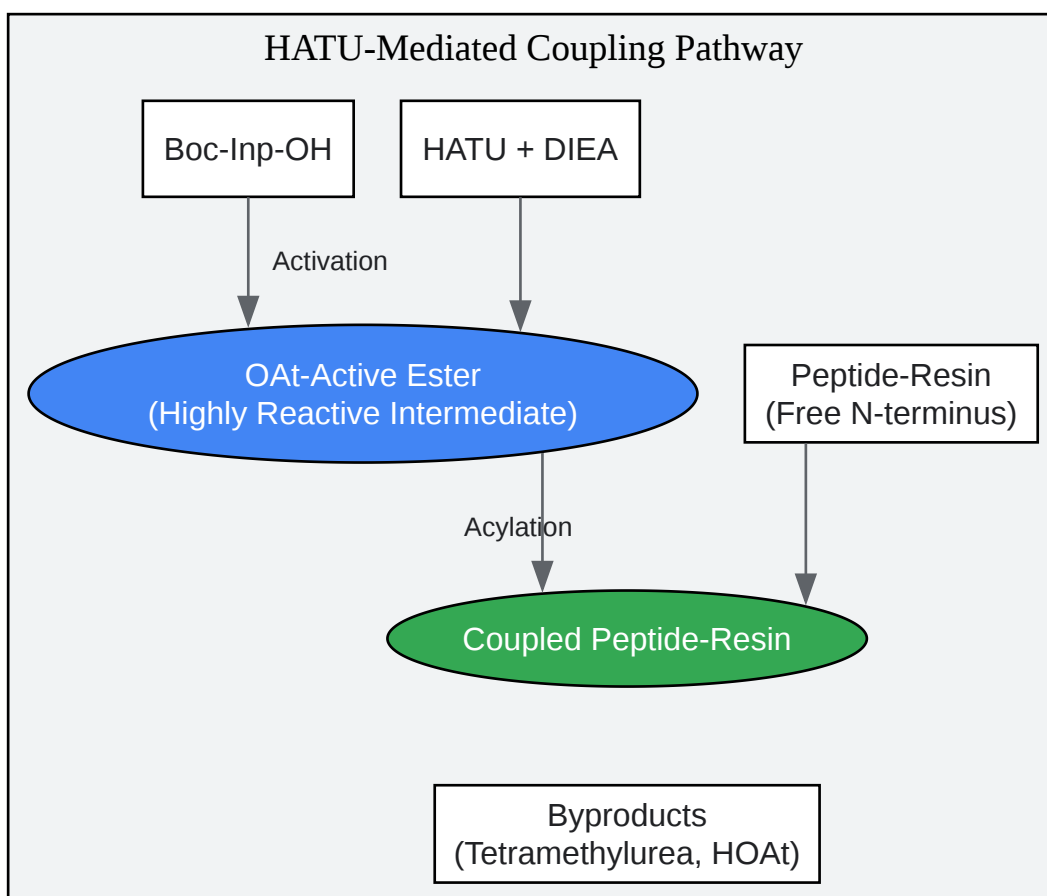 HATU-Mediated Coupling Pathway
Boc-Inp-OH
HATU + DIEA
Activation
OAt-Active Ester
(Highly Reactive Intermediate)
Peptide-Resin
(Free N-terminus)
Acylation
Coupled Peptide-Resin
Byproducts
(Tetramethylurea, HOAt)